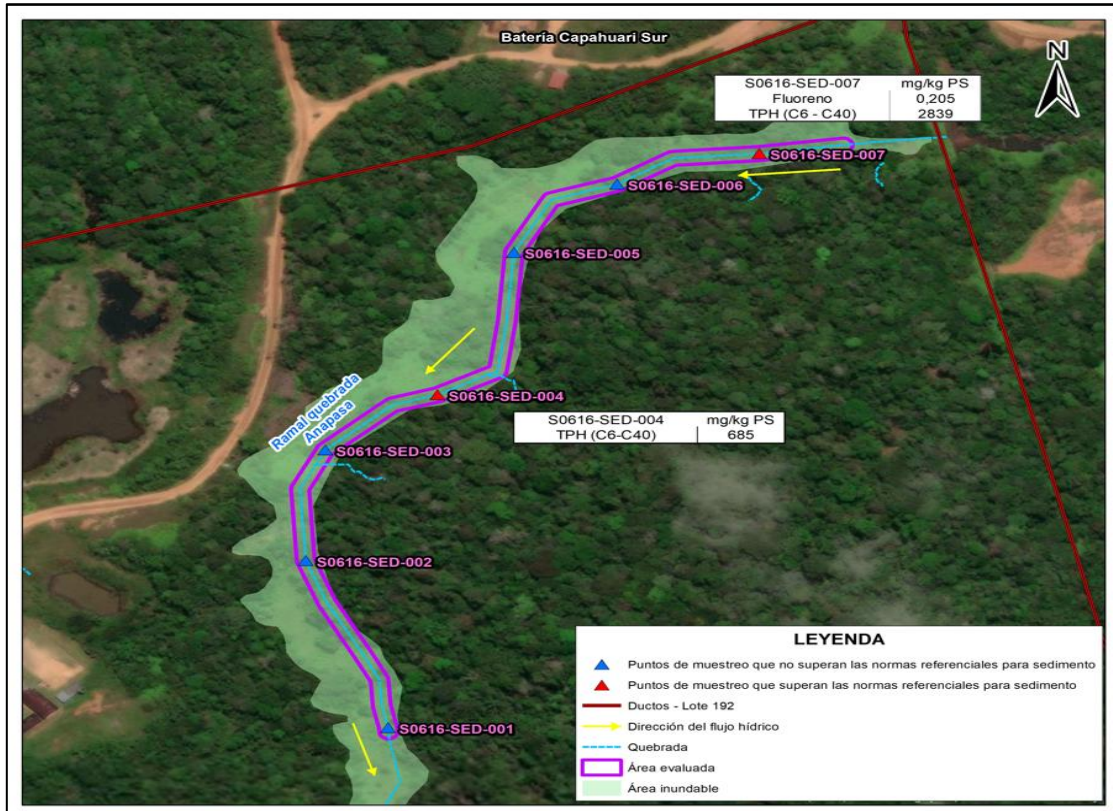 Batería Capahuari Sur
N
S0616-SED-007 mg/kg PS
Fluoreno 0,205
TPH (C6 - C40) 2839
S0616-SED-007
S0616-SED-006
S0616-SED-005
S0616-SED-004
Ramal quebrada
Anapasa
S0616-SED-004 mg/kg PS
TPH (C6-C40) 685
S0616-SED-003
S0616-SED-002
S0616-SED-001
LEYENDA
Puntos de muestreo que no superan las normas referenciales para sedimento
Puntos de muestreo que superan las normas referenciales para sedimento
Ductos - Lote 192
Dirección del flujo hídrico
Quebrada
Área evaluada
Área inundable